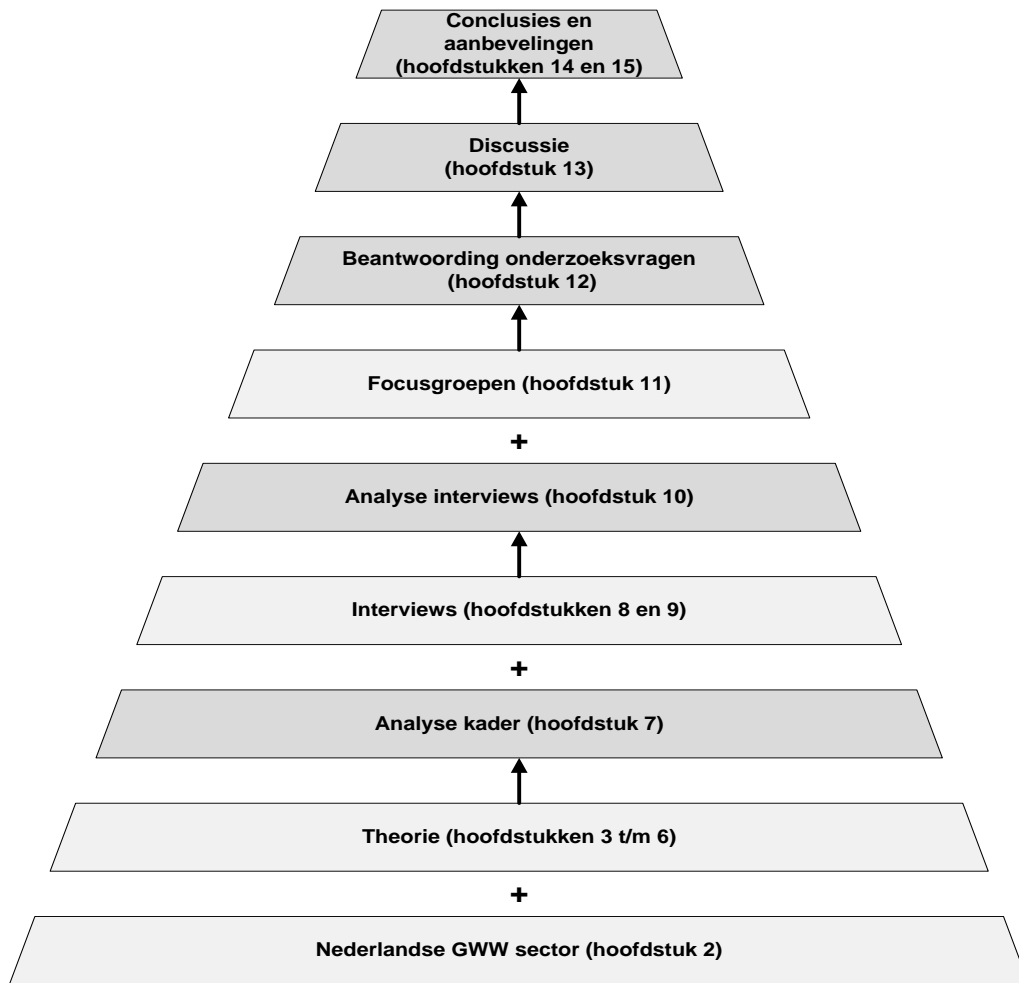 Conclusies en
aanbevelingen
(hoofdstukken 14 en 15)
Discussie
(hoofdstuk 13)
Beantwoording onderzoeksvragen
(hoofdstuk 12)
Focusgroepen (hoofdstuk 11)
+
Analyse interviews (hoofdstuk 10)
Interviews (hoofdstukken 8 en 9)
+
Analyse kader (hoofdstuk 7)
Theorie (hoofdstukken 3 t/m 6)
+
Nederlandse GWW sector (hoofdstuk 2)